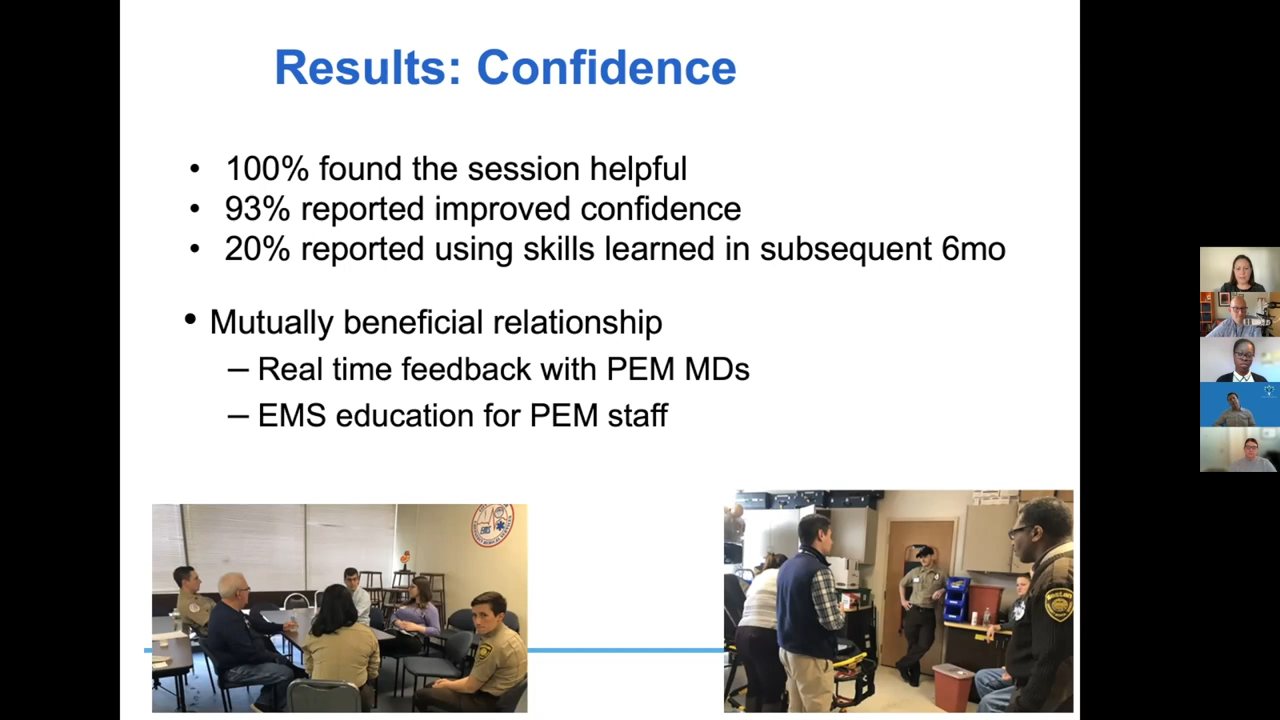 Results: Confidence
• 100% found the session helpful
• 93% reported improved confidence
• 20% reported using skills learned in subsequent 6mo
• Mutually beneficial relationship
– Real time feedback with PEM MDs
– EMS education for PEM staff